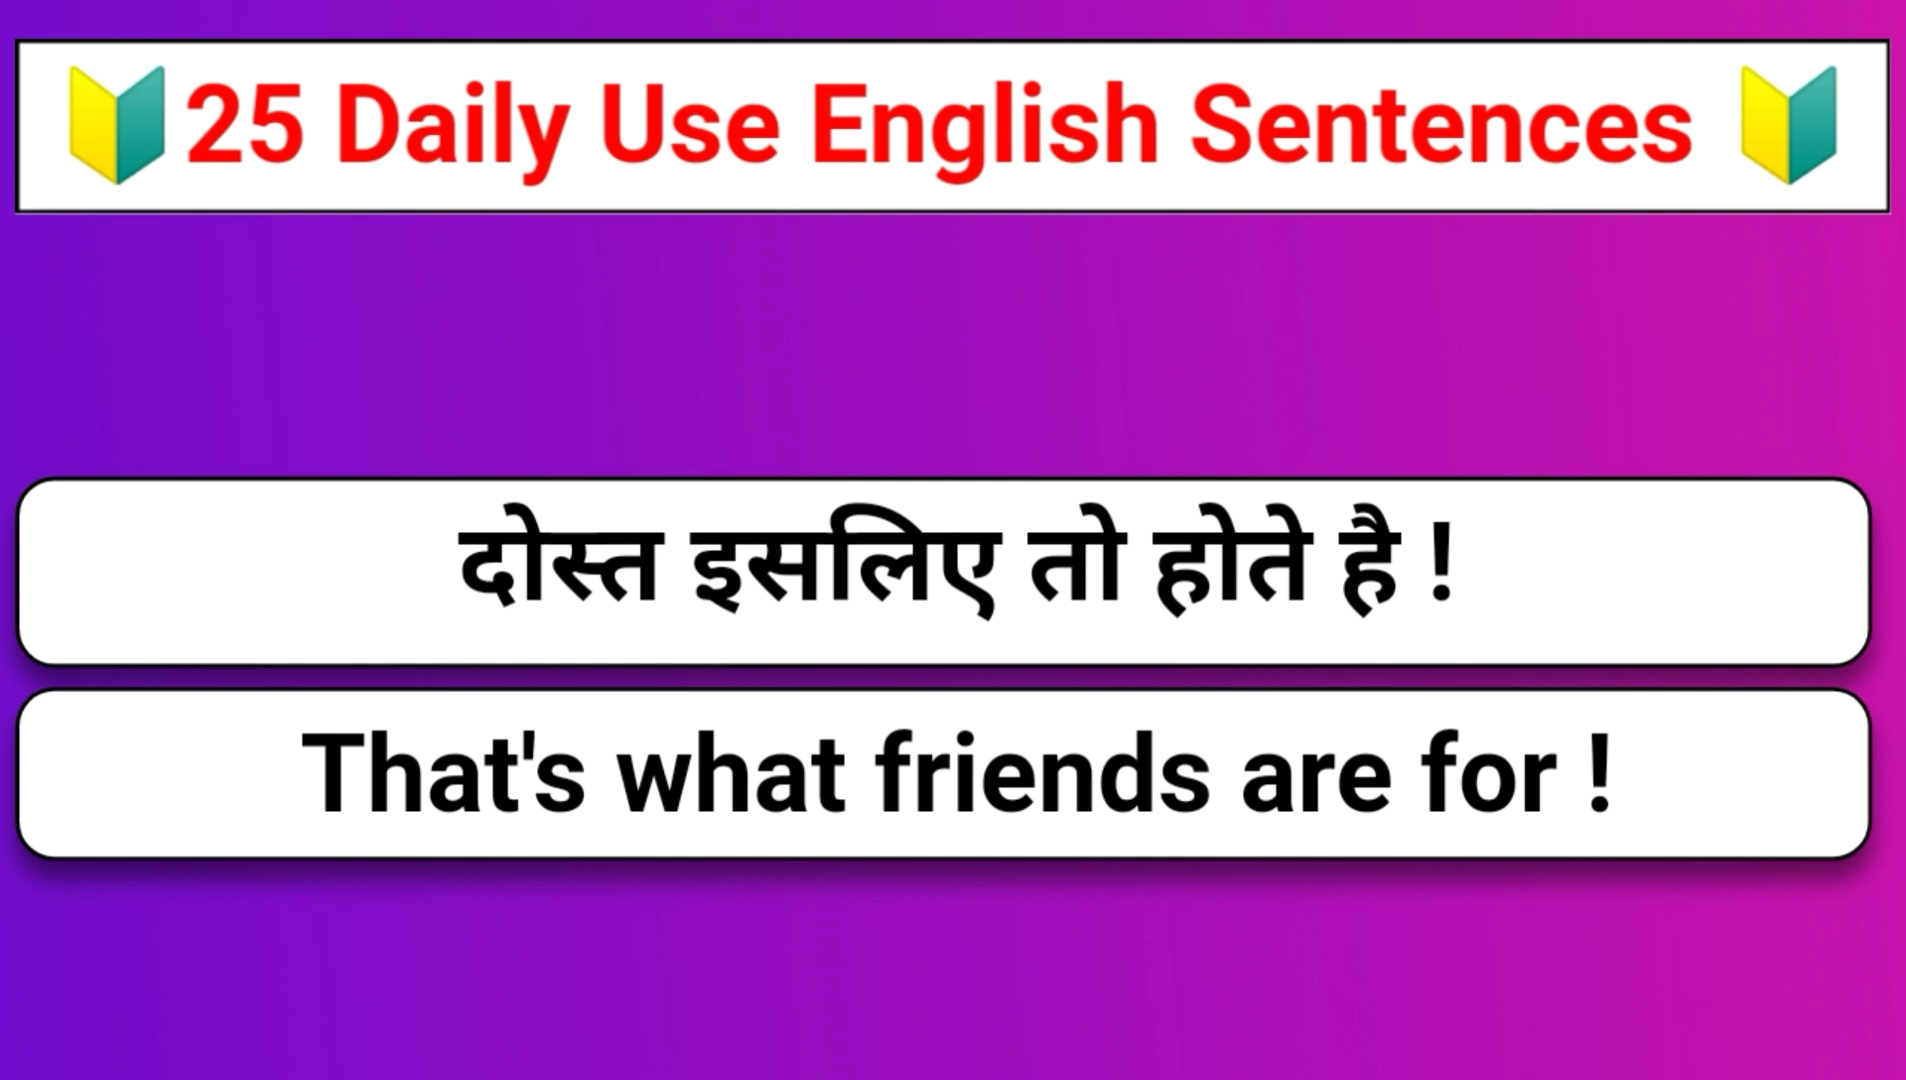 🔰25 Daily Use English Sentences 🔰
दोस्त इसलिए तो होते है !
That's what friends are for !